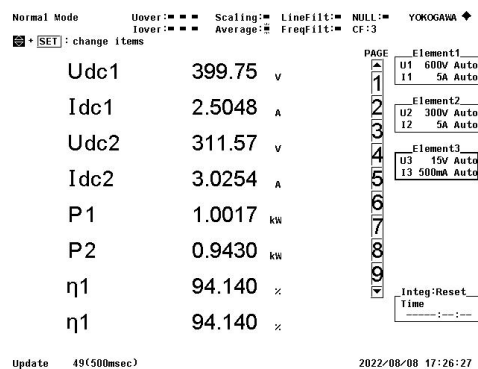 Normal Mode Uover: Scaling: LineFilt: NULL: YOKOGAWA
Iover: Average: FreqFilt: CF:3
+ SET : change items
PAGE
Udc1 399.75 V
Idc1 2.5048 A
Udc2 311.57 V
Idc2 3.0254 A
P1 1.0017 kW
P2 0.9430 kW
η1 94.140 %
η1 94.140 %
1
2
3
4
5
6
7
8
9
Element1
U1 600V Auto
I1 5A Auto
Element2
U2 300V Auto
I2 5A Auto
Element3
U3 15V Auto
I3 500mA Auto
Integ:Reset
Time
-----:--:--
Update 49(500msec) 2022/08/08 17:26:27